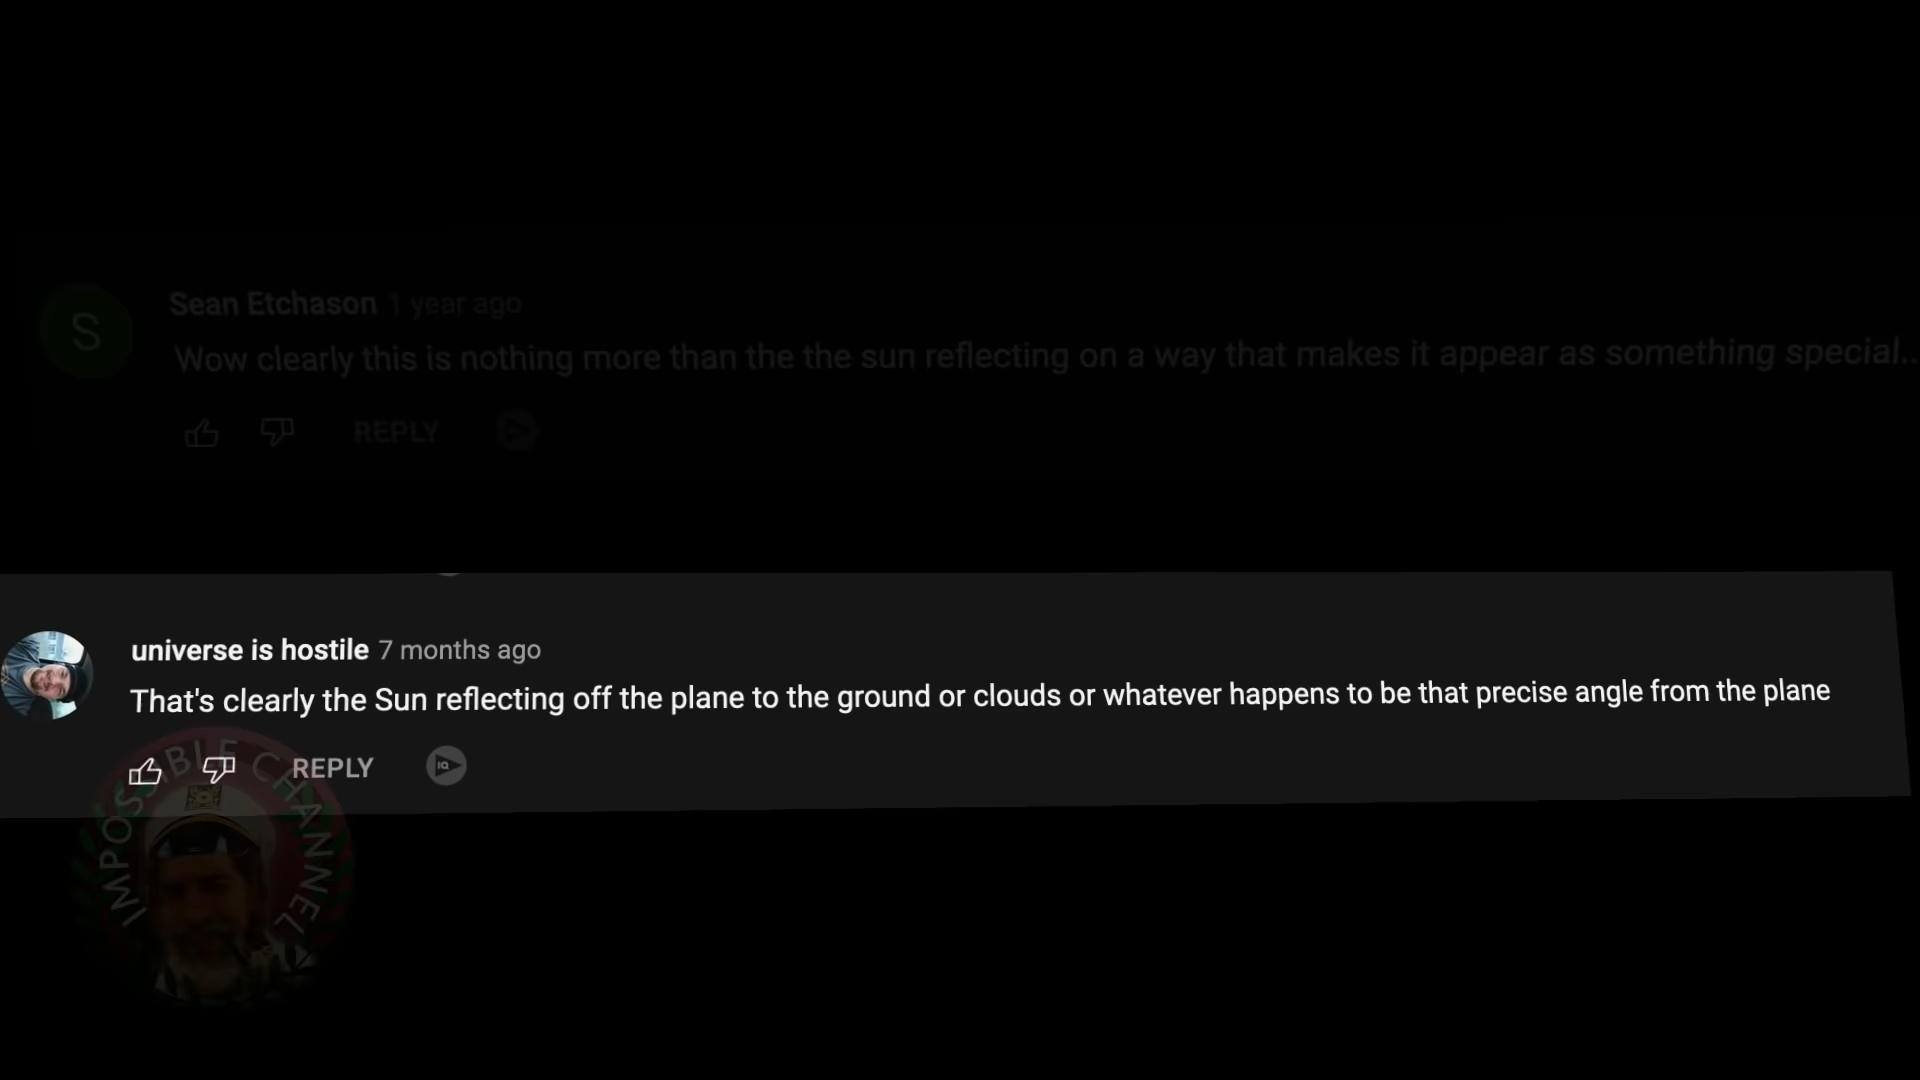 Sean Etchason 1 year ago
Wow clearly this is nothing more than the the sun reflecting on a way that makes it appear as something special..
REPLY
universe is hostile 7 months ago
That's clearly the Sun reflecting off the plane to the ground or clouds or whatever happens to be that precise angle from the plane
REPLY
IQ
IMPOSSABLE CHANNEL
S